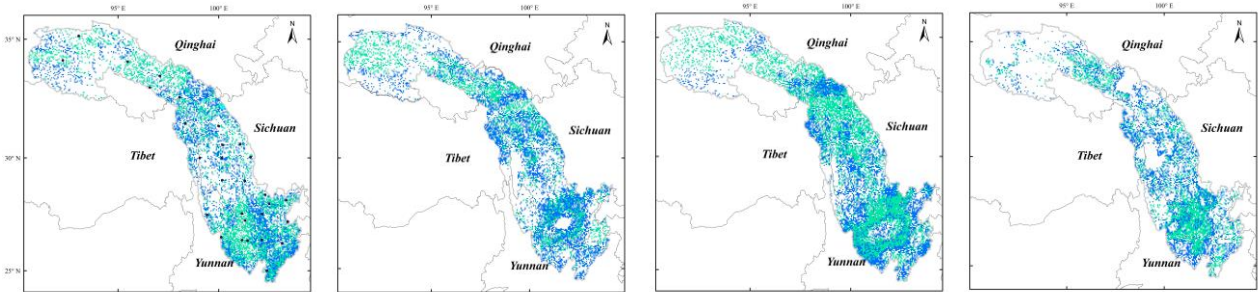 95° E
100° E
N
35° N
Qinghai
Sichuan
Tibet
30° N
Yunnan
25° N
95° E
100° E
N
Qinghai
Sichuan
Tibet
Yunnan
95° E
100° E
N
Qinghai
Sichuan
Tibet
Yunnan
95° E
100° E
N
Qinghai
Sichuan
Tibet
Yunnan